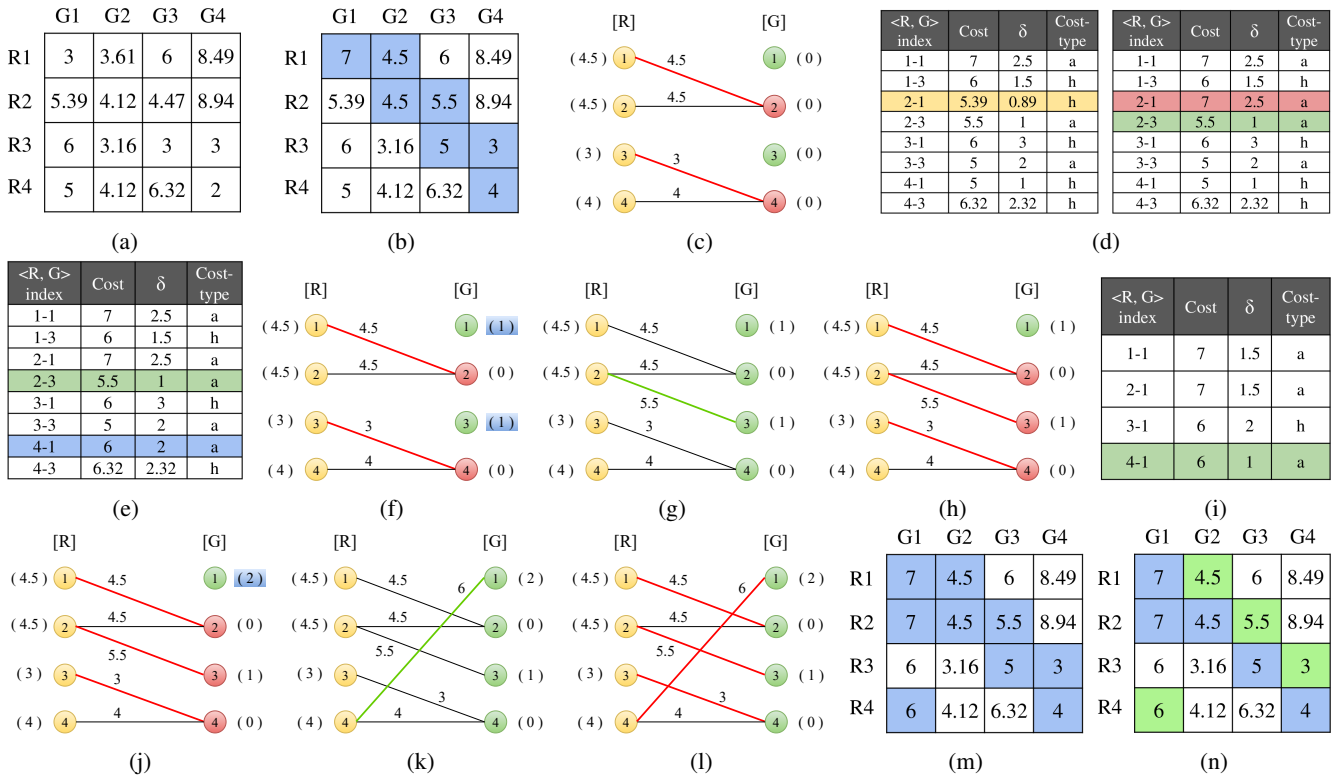 G1 G2 G3 G4
R1 3 3.61 6 8.49
R2 5.39 4.12 4.47 8.94
R3 6 3.16 3 3
R4 5 4.12 6.32 2
(a)
G1 G2 G3 G4
R1 7 4.5 6 8.49
R2 4.5 5.5 8.94
5.39
R3 6 3.16 5 3
R4 5 4.12 6.32 4
(b)
[R] [G]
(4.5) 1 4.5 1 (0)
(4.5) 2 4.5 2 (0)
(3) 3 3 3 (0)
(4) 4 4 4 (0)
(c)
<R, G> index Cost δ Cost-type
1-1 7 2.5 a
1-3 6 1.5 h
2-1 5.39 0.89 h
2-3 5.5 1 a
3-1 6 3 h
3-3 5 2 a
4-1 5 1 h
4-3 6.32 2.32 h
<R, G> index Cost δ Cost-type
1-1 7 2.5 a
1-3 6 1.5 h
2-1 7 2.5 a
2-3 5.5 1 a
3-1 6 3 h
3-3 5 2 a
4-1 5 1 h
4-3 6.32 2.32 h
(d)
<R, G> index Cost δ Cost-type
1-1 7 2.5 a
1-3 6 1.5 h
2-1 7 2.5 a
2-3 5.5 1 a
3-1 6 3 h
3-3 5 2 a
4-1 6 2 a
4-3 6.32 2.32 h
(e)
[R] [G]
(4.5) 1 4.5 1 (1)
(4.5) 2 4.5 2 (0)
(3) 3 3 3 (1)
(4) 4 4 4 (0)
(f)
[R] [G]
(4.5) 1 4.5 1 (1)
(4.5) 2 4.5 2 (0)
5.5
(3) 3 3 3 (1)
(4) 4 4 4 (0)
(g)
[R] [G]
(4.5) 1 4.5 1 (1)
(4.5) 2 4.5 2 (0)
5.5
(3) 3 3 3 (1)
(4) 4 4 4 (0)
(h)
<R, G> index Cost δ Cost-type
1-1 7 1.5 a
2-1 7 1.5 a
3-1 6 2 h
4-1 6 1 a
(i)
[R] [G]
(4.5) 1 4.5 1 (2)
(4.5) 2 4.5 2 (0)
5.5
(3) 3 3 3 (1)
(4) 4 4 4 (0)
(j)
[R] [G]
(4.5) 1 4.5 6 1 (2)
(4.5) 2 4.5 2 (0)
5.5
(3) 3 3 3 (1)
(4) 4 4 4 (0)
(k)
[R] [G]
(4.5) 1 4.5 6 1 (2)
(4.5) 2 4.5 2 (0)
5.5
(3) 3 3 3 (1)
(4) 4 4 4 (0)
(l)
G1 G2 G3 G4
R1 7 4.5 6 8.49
R2 7 4.5 5.5 8.94
R3 6 3.16 5 3
R4 6 4.12 6.32 4
(m)
G1 G2 G3 G4
R1 7 4.5 6 8.49
R2 7 4.5 5.5 8.94
R3 6 3.16 5 3
R4 6 4.12 6.32 4
(n)